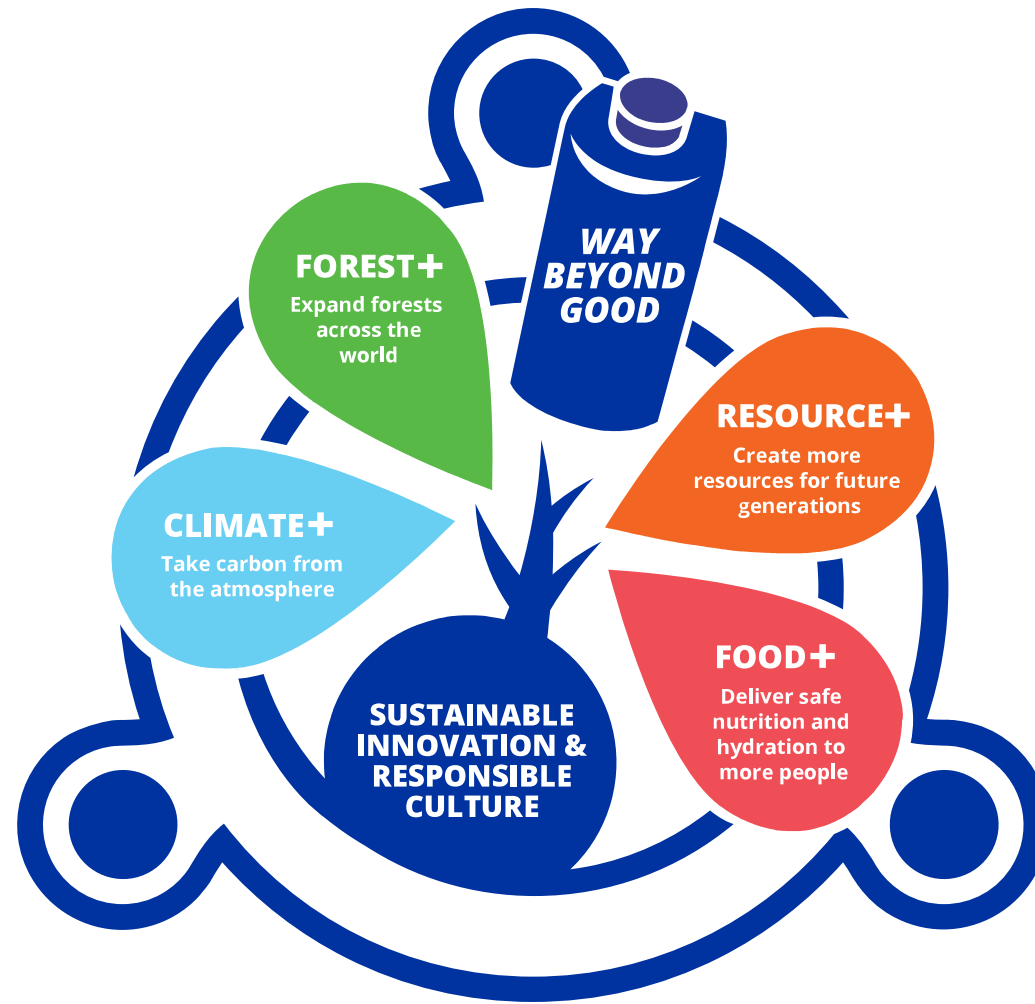 WAY
BEYOND
GOOD
FOREST+
Expand forests
across the
world
RESOURCE+
Create more
resources for future
generations
CLIMATE+
Take carbon from
the atmosphere
FOOD+
Deliver safe
nutrition and
hydration to
more people
SUSTAINABLE
INNOVATION &
RESPONSIBLE
CULTURE